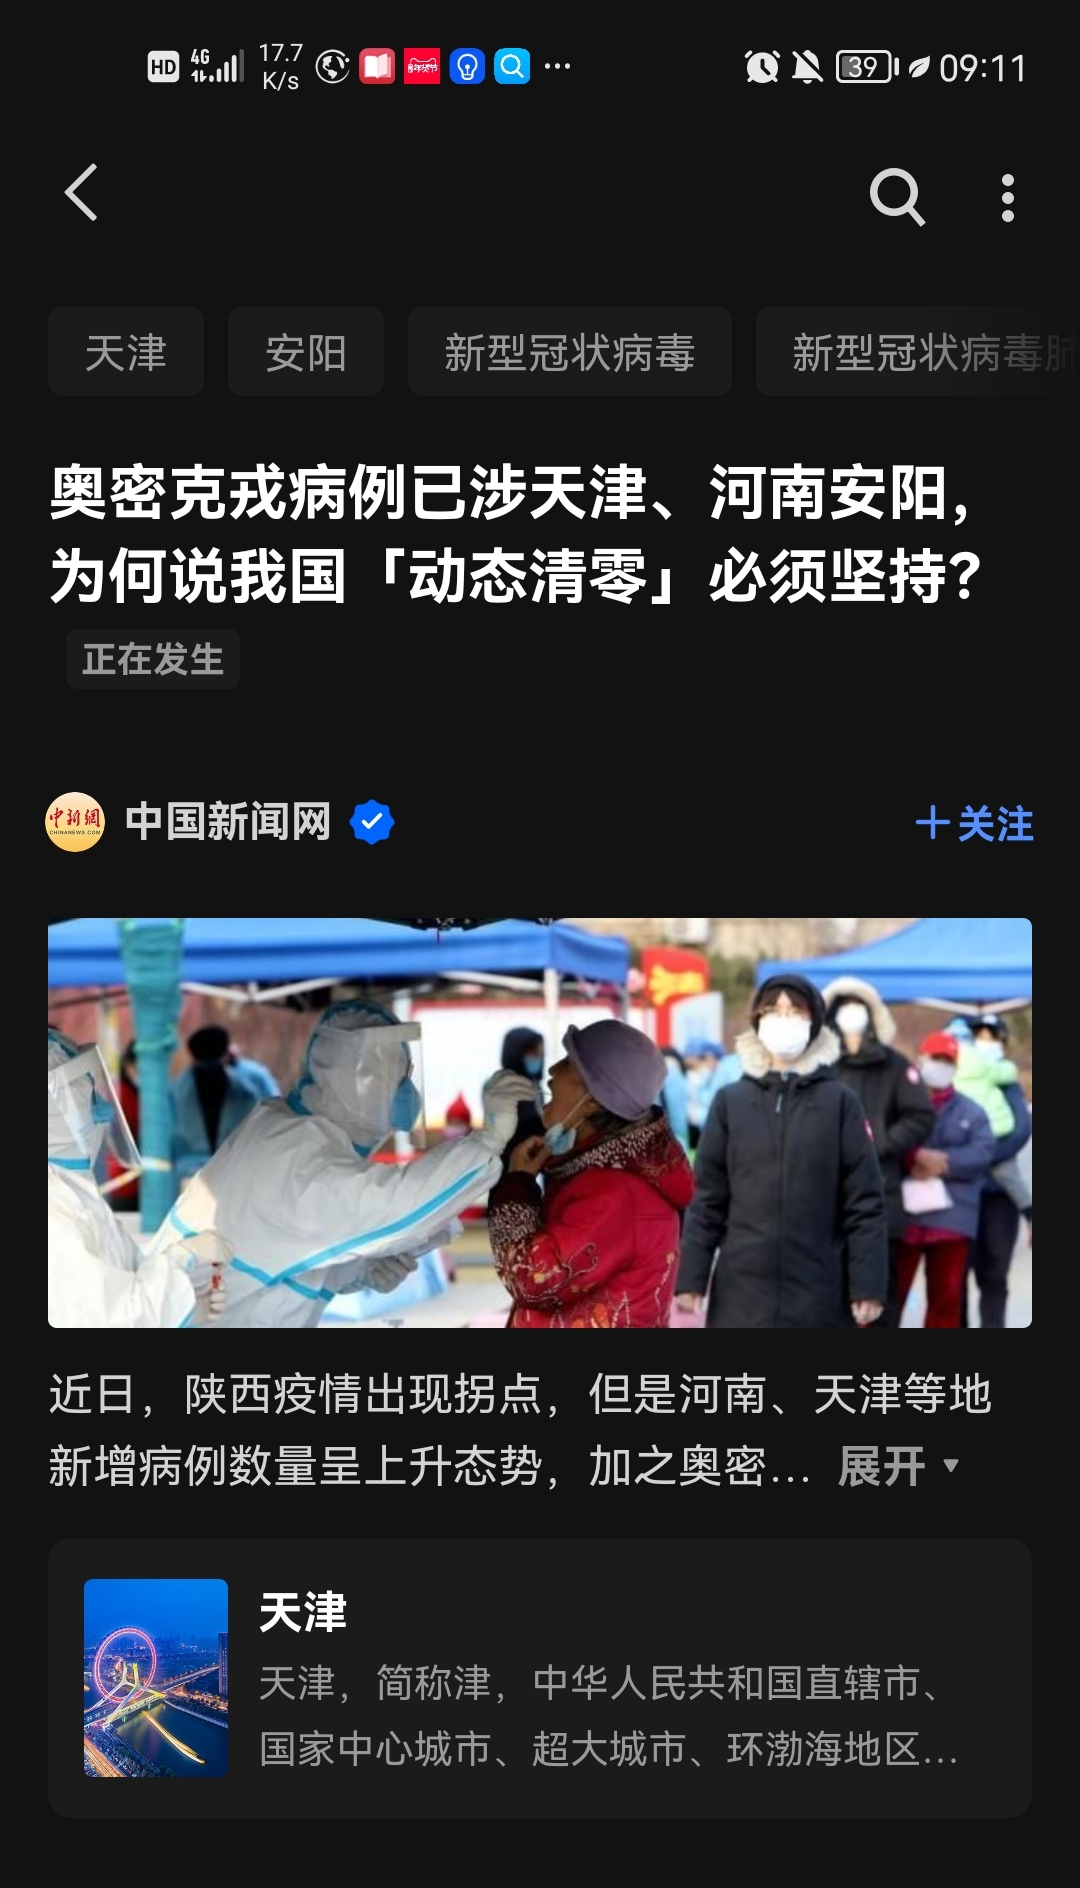 HD 4G 17.7 K/s 39 09:11
天津 安阳 新型冠状病毒 新型冠状病毒肺
奥密克戎病例已涉天津、河南安阳，
为何说我国「动态清零」必须坚持？
正在发生
中新網
CHINANEWS.COM
中国新闻网
关注
近日，陕西疫情出现拐点，但是河南、天津等地
新增病例数量呈上升态势，加之奥密... 展开
天津
天津，简称津，中华人民共和国直辖市、
国家中心城市、超大城市、环渤海地区...